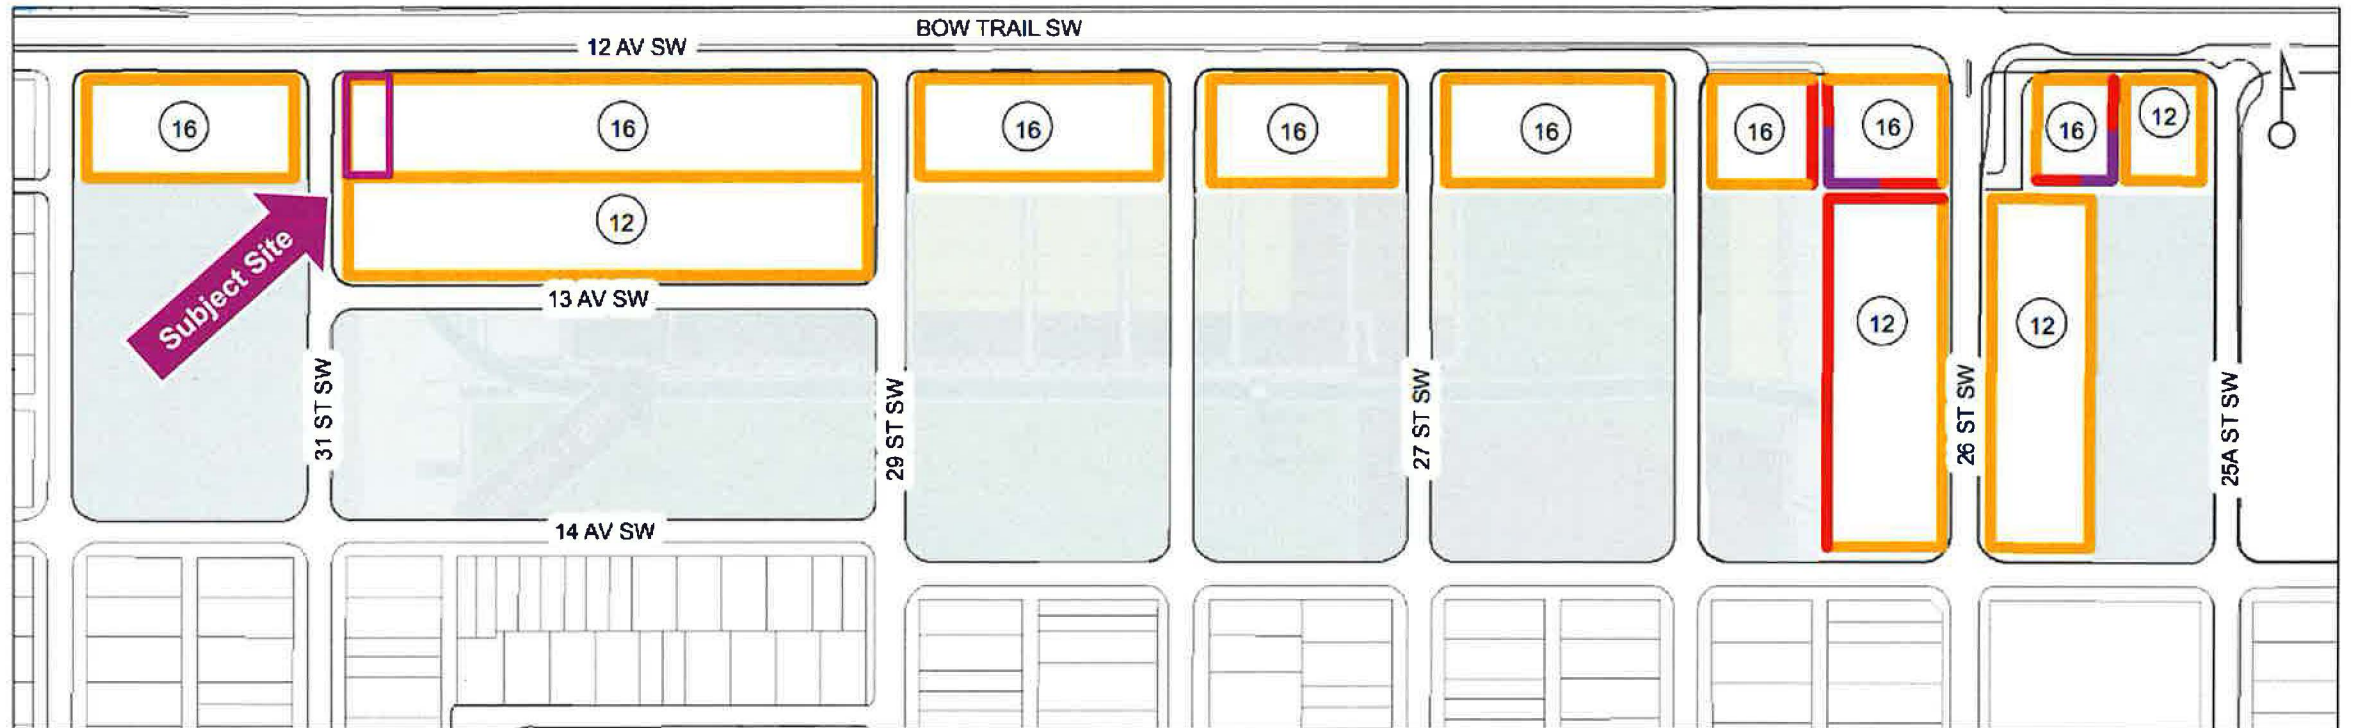 BOW TRAIL SW
12 AV SW
16
16
16
16
16
16
16
16
12
12
Subject Site
13 AV SW
12
12
31 ST SW
29 ST SW
27 ST SW
26 ST SW
25A ST SW
14 AV SW